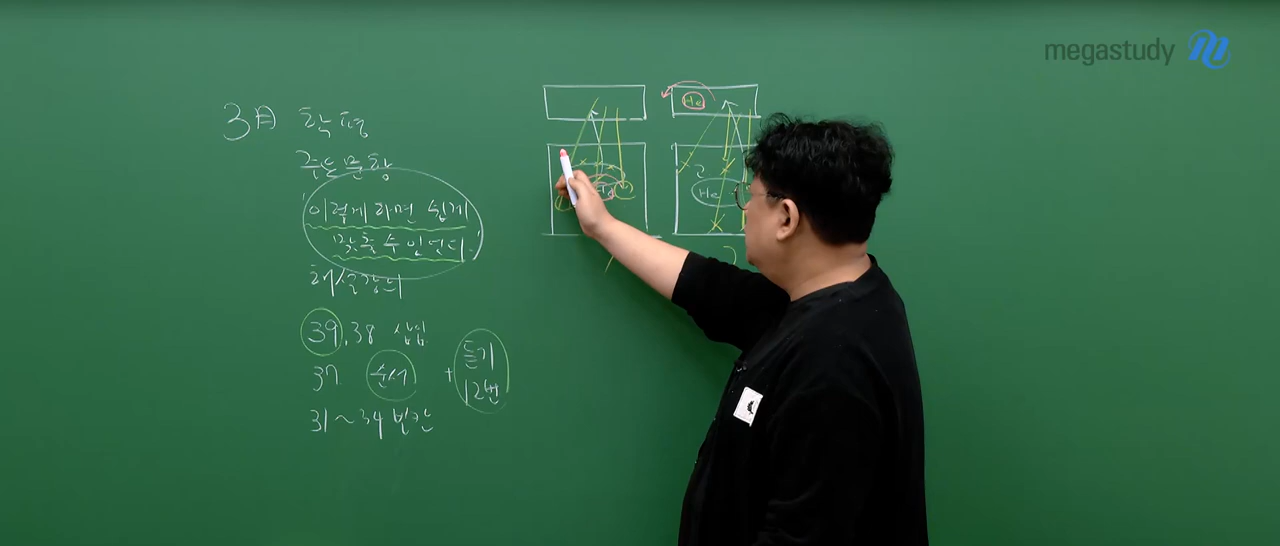 megastudy
3月 학평
주요 문항
이렇게 하면 쉽게
맞출 수 있었다!
해설강의
39, 38 삽입
37 순서 + 듣기 12번
31~34 빈칸
He
He
2